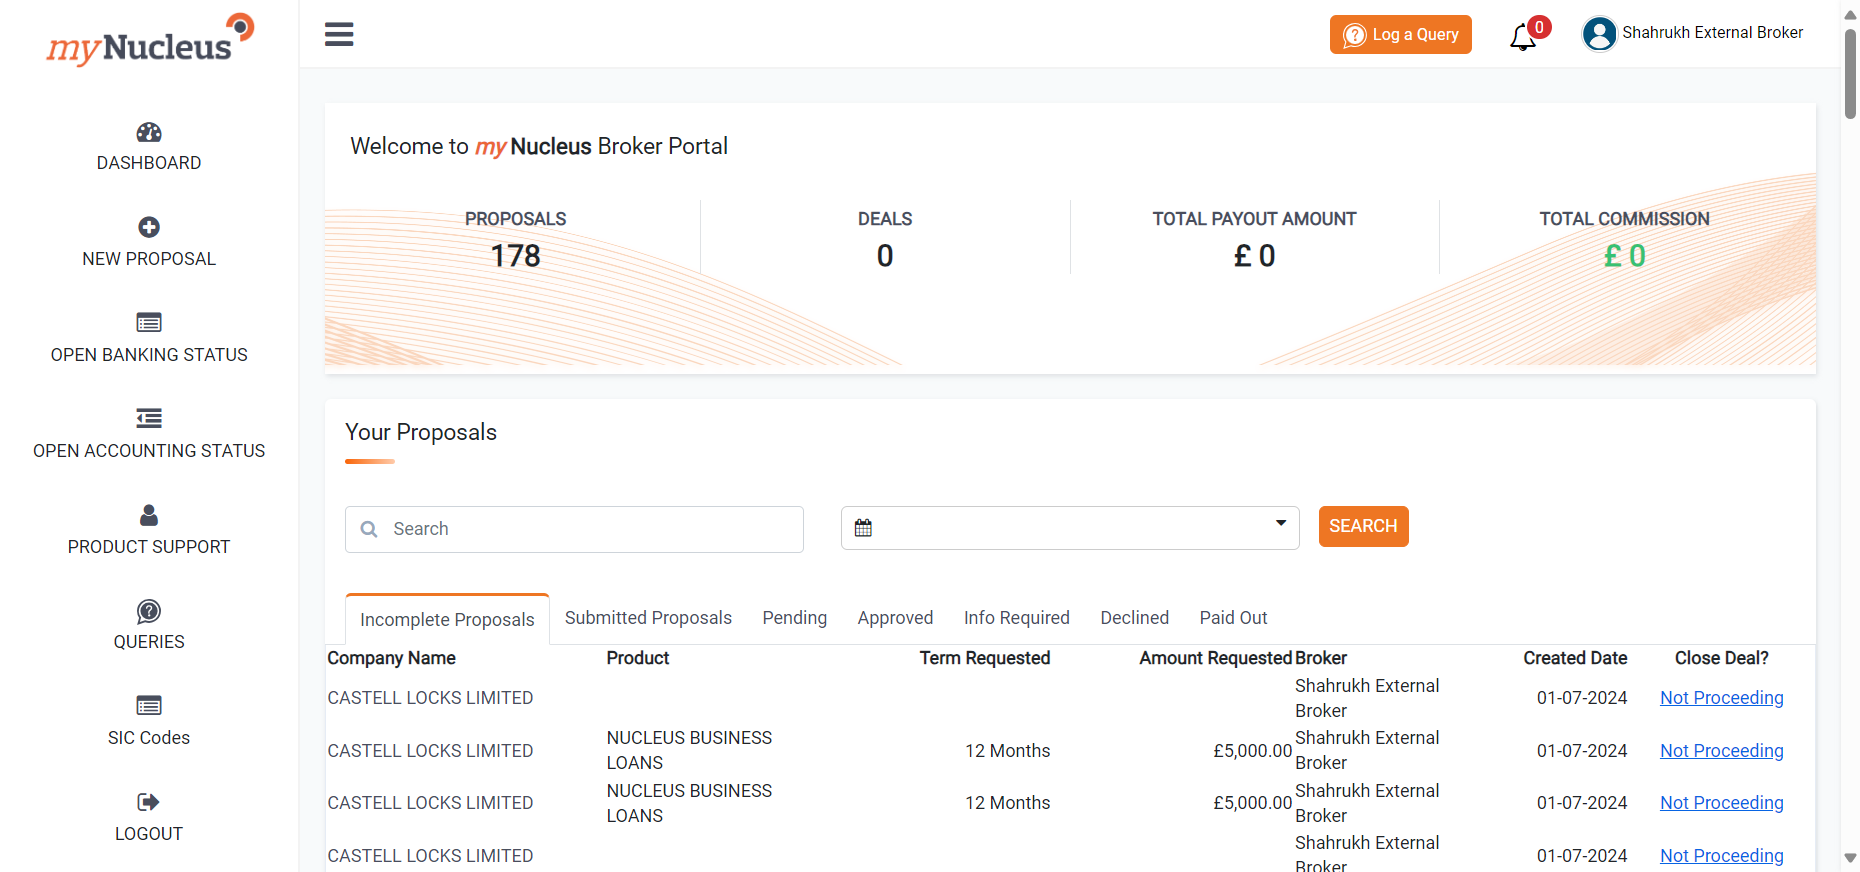 myNucleus
Log a Query
0
Shahrukh External Broker
DASHBOARD
NEW PROPOSAL
OPEN BANKING STATUS
OPEN ACCOUNTING STATUS
PRODUCT SUPPORT
QUERIES
SIC Codes
LOGOUT
Welcome to my Nucleus Broker Portal
PROPOSALS
178
DEALS
0
TOTAL PAYOUT AMOUNT
£ 0
TOTAL COMMISSION
£ 0
Your Proposals
Search
SEARCH
Incomplete Proposals Submitted Proposals Pending Approved Info Required Declined Paid Out
Company Name Product Term Requested Amount Requested Broker Created Date Close Deal?
CASTELL LOCKS LIMITED Shahrukh External Broker 01-07-2024 Not Proceeding
CASTELL LOCKS LIMITED NUCLEUS BUSINESS LOANS 12 Months £5,000.00 Shahrukh External Broker 01-07-2024 Not Proceeding
CASTELL LOCKS LIMITED NUCLEUS BUSINESS LOANS 12 Months £5,000.00 Shahrukh External Broker 01-07-2024 Not Proceeding
CASTELL LOCKS LIMITED Shahrukh External Broker 01-07-2024 Not Proceeding